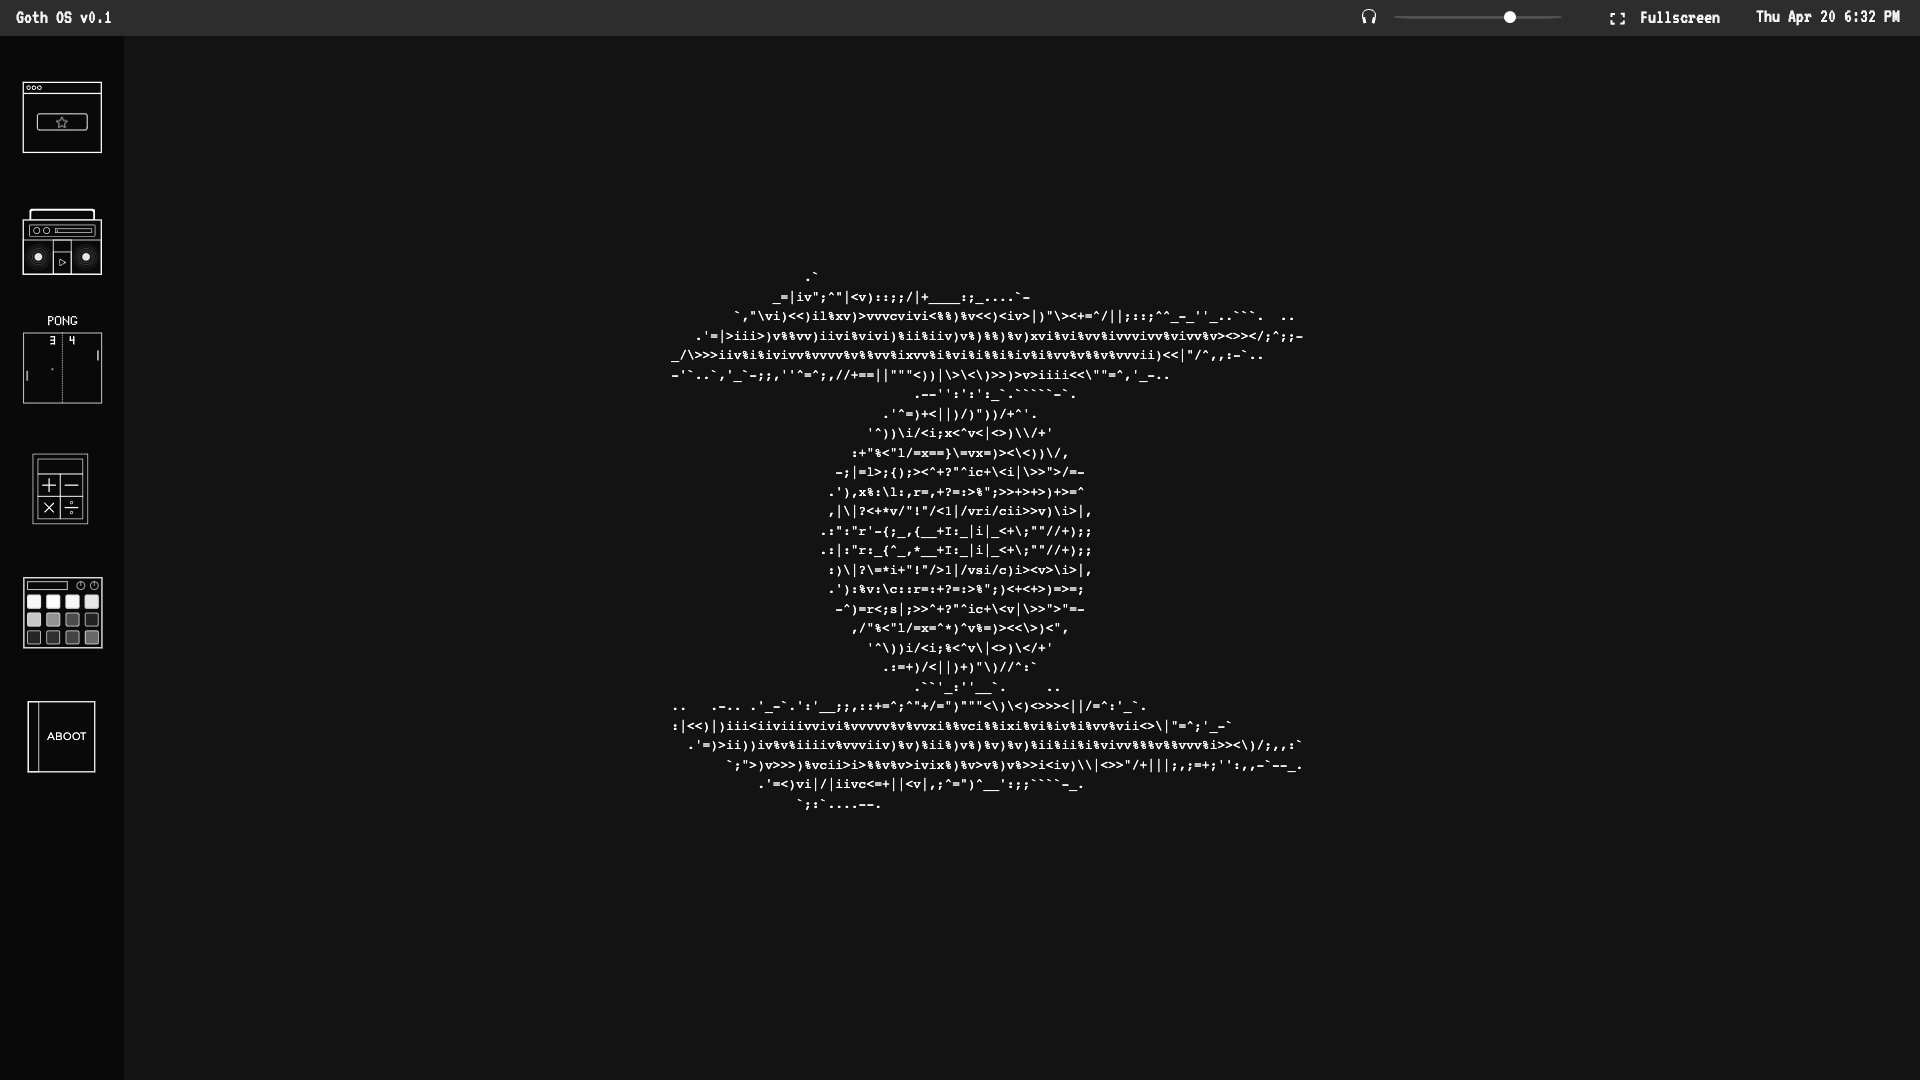 Goth OS v0.1
Fullscreen
Thu Apr 20 6:32 PM
PONG
3 4
ABOOT
.`
_=|iv";^"|<v)::;;/|+____:;_....`-
`,"\vi)<<)il%xv)>vvvcvivi<%%)%v<<)<iv>|)"\><+=^/||;::;^^_-_''_..```.  ..
.'=|>iii>)v%%vv)iivi%vivi)%ii%iiv)v%)%%)%v)xvi%vi%vv%ivvvivv%vivv%v><>></;^;;-
_/\>>>iiv%i%ivivv%vvvv%v%%vv%ixvv%i%vi%i%%i%iv%i%vv%v%%v%vvvii)<<|"/^,,:-`..
-'`..`,'_`-;;,''^=^;,//+==||"""<))|\>\<\)>>)>v>iiii<<\""=^,'_-..
.--'':':':_`.`````-`.
.'^=)+<||)/)"))/+^'.
'^))\i/<i;x<^v<|<>)\\/+'
:+"%<"l/=x==}\=vx=)><\<))\/,
-;|=l>;{);><^+?"^ic+\<i|\>>">/=-
.'),x%:\l:,r=,+?=:>%";>>+>+>)+>=^
,|\|?<+*v/"!"/<1|/vri/cii>>v)\i>|,
.:":"r'-{;_,{__+I:_|i|_<+\;""//+);;
.:|:"r:_{^_,*__+I:_|i|_<+\;""//+);;
:)\|?\=*i+"!"/>1|/vsi/c)i><v>\i>|,
.'):%v:\c::r=:+?=:>%";)<+<+>)=>=;
-^)=r<;s|;>>^+?"^ic+\<v|\>>">"=-
,/"%<"l/=x=^*)^v%=)><<\>)<",
'^\))i/<i;%<^v\|<>)\</+'
.:=+)/<||)+)"\)//^:`
.``'_:''__`.     ..
..   .-.. .'_-`.':'__;;,::+=^;^"+/=")"""<\)\<)<>>><||/=^:'_`.
:|<<)|)iii<iiviiivvivi%vvvvv%v%vvxi%%vci%%ixi%vi%iv%i%vv%vii<>\|"=^;'_-`
.'=)>ii))iv%v%iiiiv%vvviiv)%v)%ii%)v%)%v)%v)%ii%ii%i%vivv%%%v%%vvv%i>><\)/;,,:`
`;">)v>>>)%vcii>i>%%v%v>ivix%)%v>v%)v%>>i<iv)\\|<>>"/+|||;,;=+;'':,,-`--_.
.'=<)vi|/|iivc<=+||<v|,;^=")^__':;;````-_.
`;:`....--.